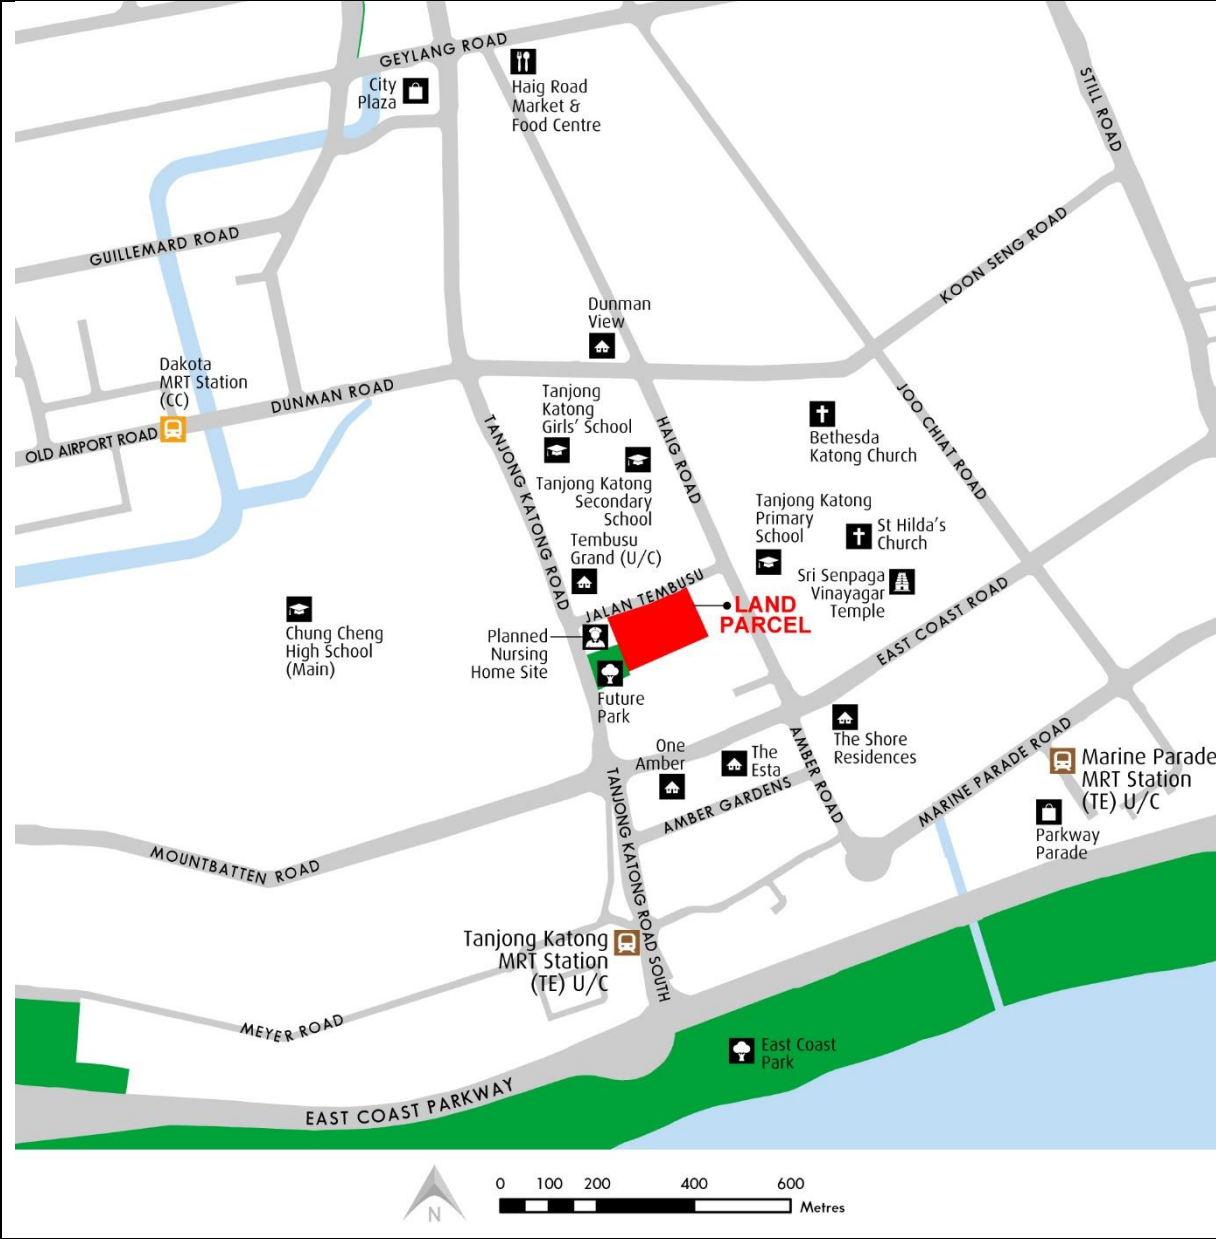 GEYLANG ROAD
City
Plaza
Haig Road
Market &
Food Centre
STILL ROAD
GUILLEMARD ROAD
KOON SENG ROAD
Dunman
View
Dakota
MRT Station
(CC)
DUNMAN ROAD
OLD AIRPORT ROAD
Tanjong
Katong
Girls' School
TANJONG KATONG ROAD
HAIG ROAD
JOO CHIAT ROAD
Bethesda
Katong Church
Tanjong Katong
Secondary
School
Tanjong Katong
Primary
School
St Hilda's
Church
Tembusu
Grand (U/C)
Sri Senpaga
Vinayagar
Temple
JALAN TEMBUSU
LAND
PARCEL
EAST COAST ROAD
Chung Cheng
High School
(Main)
Planned
Nursing
Home Site
Future
Park
One
Amber
The
Esta
AMBER GARDENS
AMBER ROAD
The Shore
Residences
MARINE PARADE ROAD
Marine Parade
MRT Station
(TE) U/C
Parkway
Parade
MOUNTBATTEN ROAD
TANJONG KATONG ROAD SOUTH
Tanjong Katong
MRT Station
(TE) U/C
MEYER ROAD
East Coast
Park
EAST COAST PARKWAY
N
0 100 200 400 600
Metres